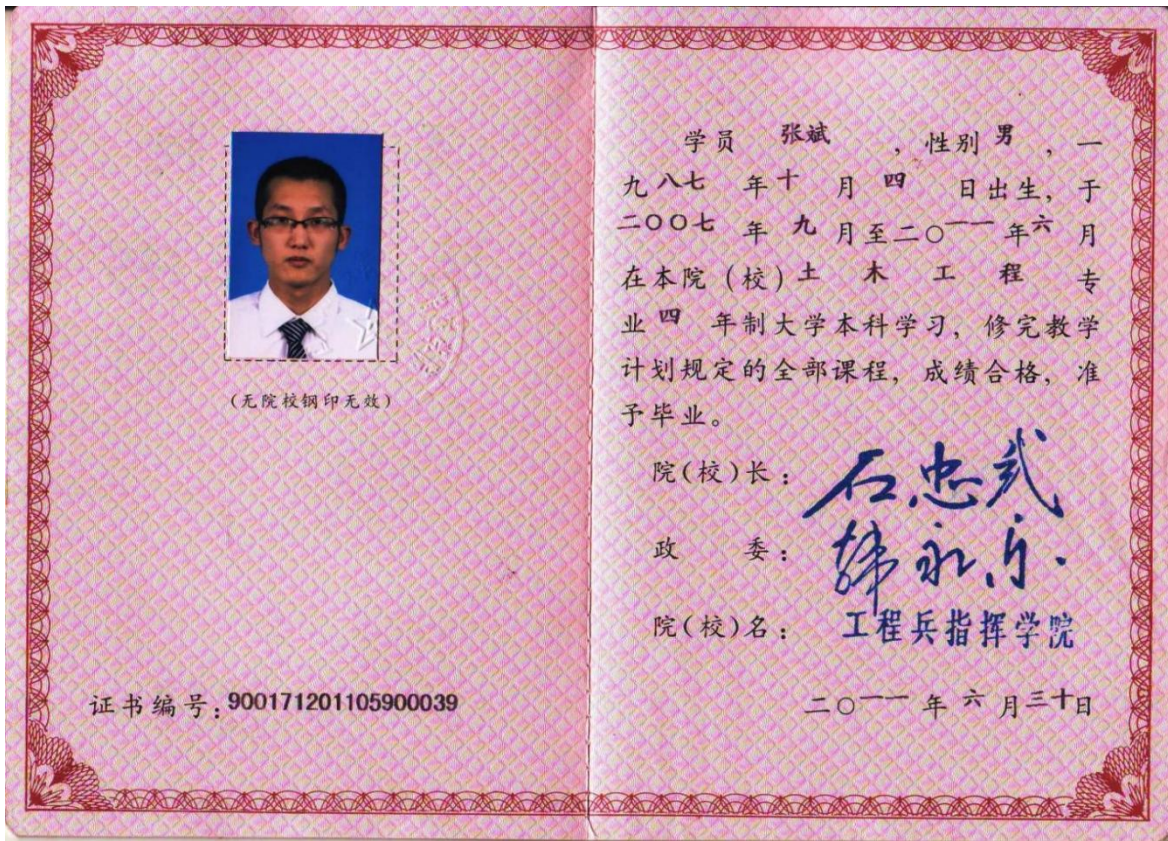 (无院校钢印无效)
证书编号:900171201105900039
学员 张斌 ,性别 男 ,一
九八七 年 十 月 四 日出生,于
二〇〇七 年 九 月至二〇一一 年 六 月
在本院(校)土 木 工 程 专
业 四 年制大学本科学习,修完教学
计划规定的全部课程,成绩合格,准
予毕业。
院(校)长: 石忠武
政 委: 韩永
院(校)名: 工程兵指挥学院
二〇一一 年 六 月三十日